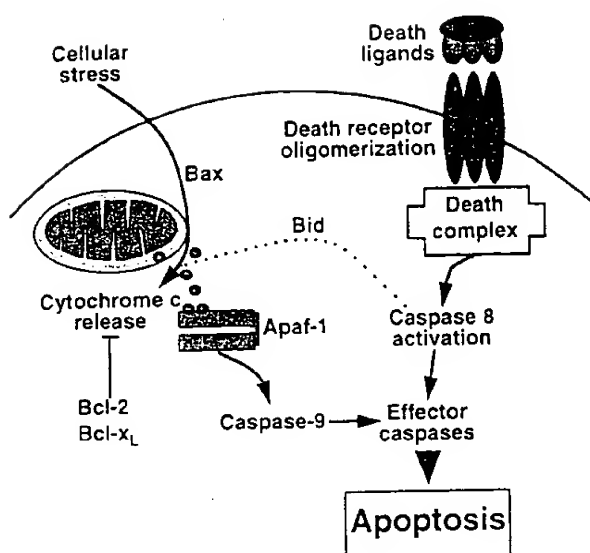 Cellular
stress
Death
ligands
Death receptor
oligomerization
Bax
Bid
Death
complex
Cytochrome c
release
Apaf-1
Caspase 8
activation
Bcl-2
Bcl-xL
Caspase-9
Effector
caspases
Apoptosis